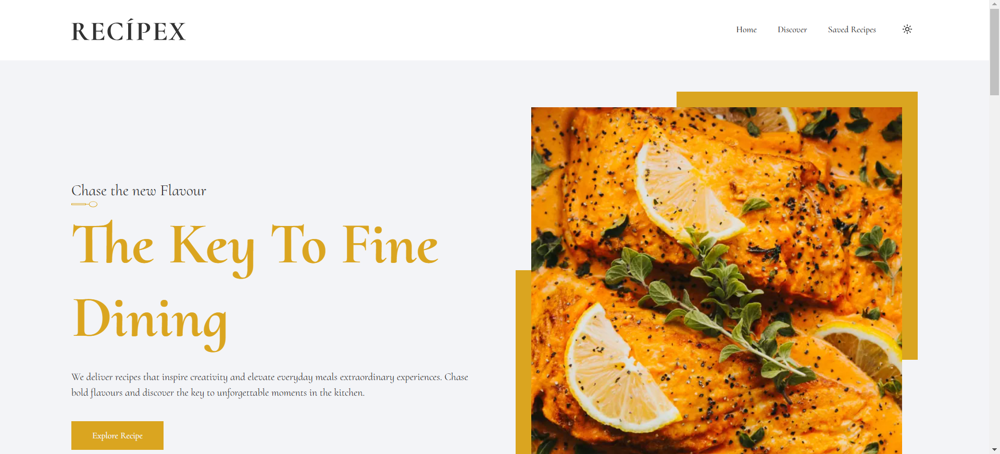 RECÍPEX
Home
Discover
Saved Recipes
Chase the new Flavour
The Key To Fine
Dining
We deliver recipes that inspire creativity and elevate everyday meals extraordinary experiences. Chase
bold flavours and discover the key to unforgettable moments in the kitchen.
Explore Recipe